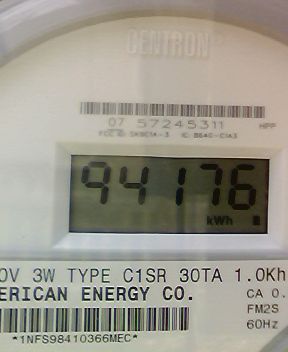 CENTRON
07 57245311 HPP
94176
kWh
0V 3W TYPE C1SR 30TA 1.0Kh
ERICAN ENERGY CO. CA 0.
FM2S
60Hz
*1NFS98410366MEC*